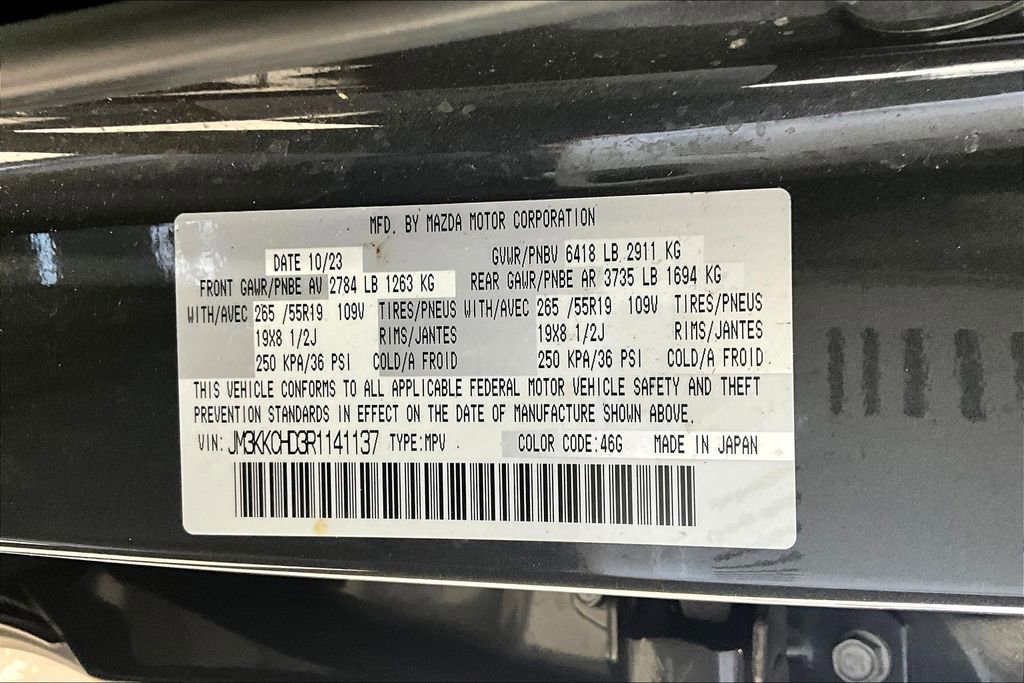 MFD. BY MAZDA MOTOR CORPORATION
DATE 10/23 GVWR/PNBV 6418 LB 2911 KG
FRONT GAWR/PNBE AV 2784 LB 1263 KG REAR GAWR/PNBE AR 3735 LB 1694 KG
WITH/AVEC 265 /55R19 109V TIRES/PNEUS WITH/AVEC 265 /55R19 109V TIRES/PNEUS
19X8 1/2J RIMS/JANTES 19X8 1/2J RIMS/JANTES
250 KPA/36 PSI COLD/A FROID 250 KPA/36 PSI COLD/A FROID
THIS VEHICLE CONFORMS TO ALL APPLICABLE FEDERAL MOTOR VEHICLE SAFETY AND THEFT
PREVENTION STANDARDS IN EFFECT ON THE DATE OF MANUFACTURE SHOWN ABOVE.
VIN: JM3KKCHD3R1141137 TYPE:MPV COLOR CODE:46G MADE IN JAPAN